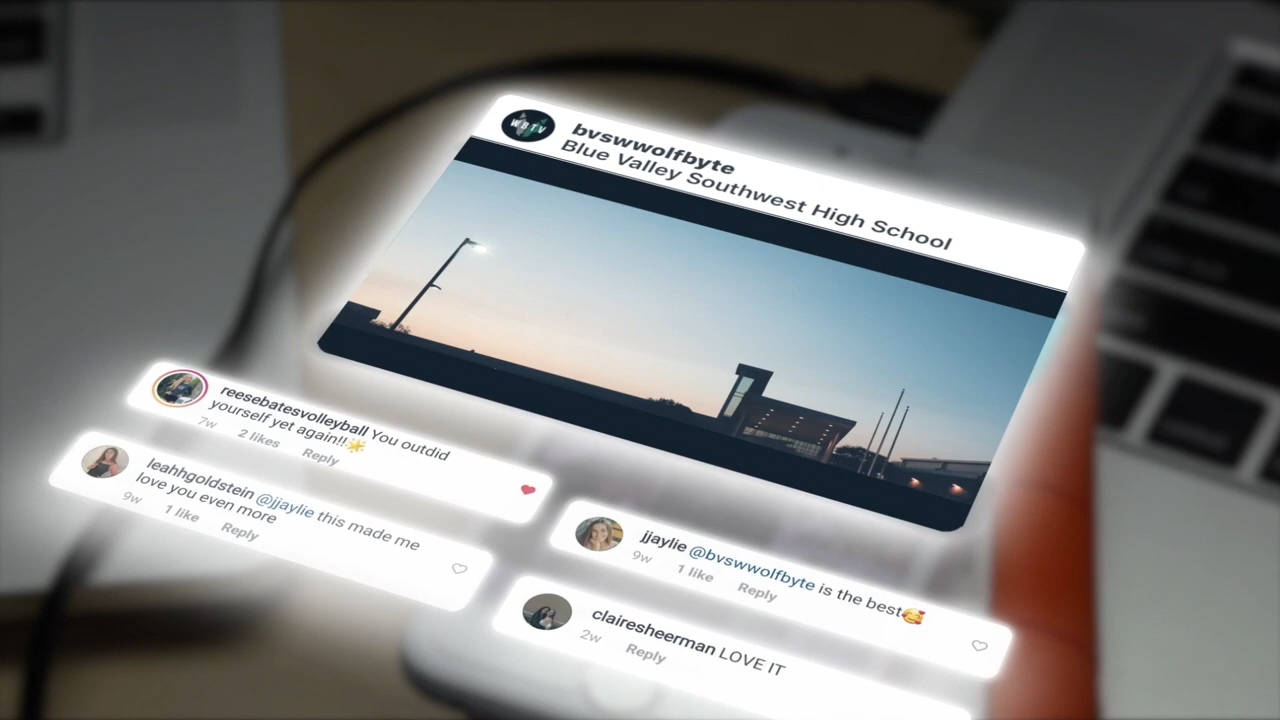 WBTV
bvswwolfbyte
Blue Valley Southwest High School
reesebatesvolleyball You outdid
yourself yet again!!🌟
7w 2 likes Reply
leahhgoldstein @jjaylie this made me
love you even more
9w 1 like Reply
jjaylie @bvswwolfbyte is the best🥰
9w 1 like Reply
clairesheerman LOVE IT
2w Reply